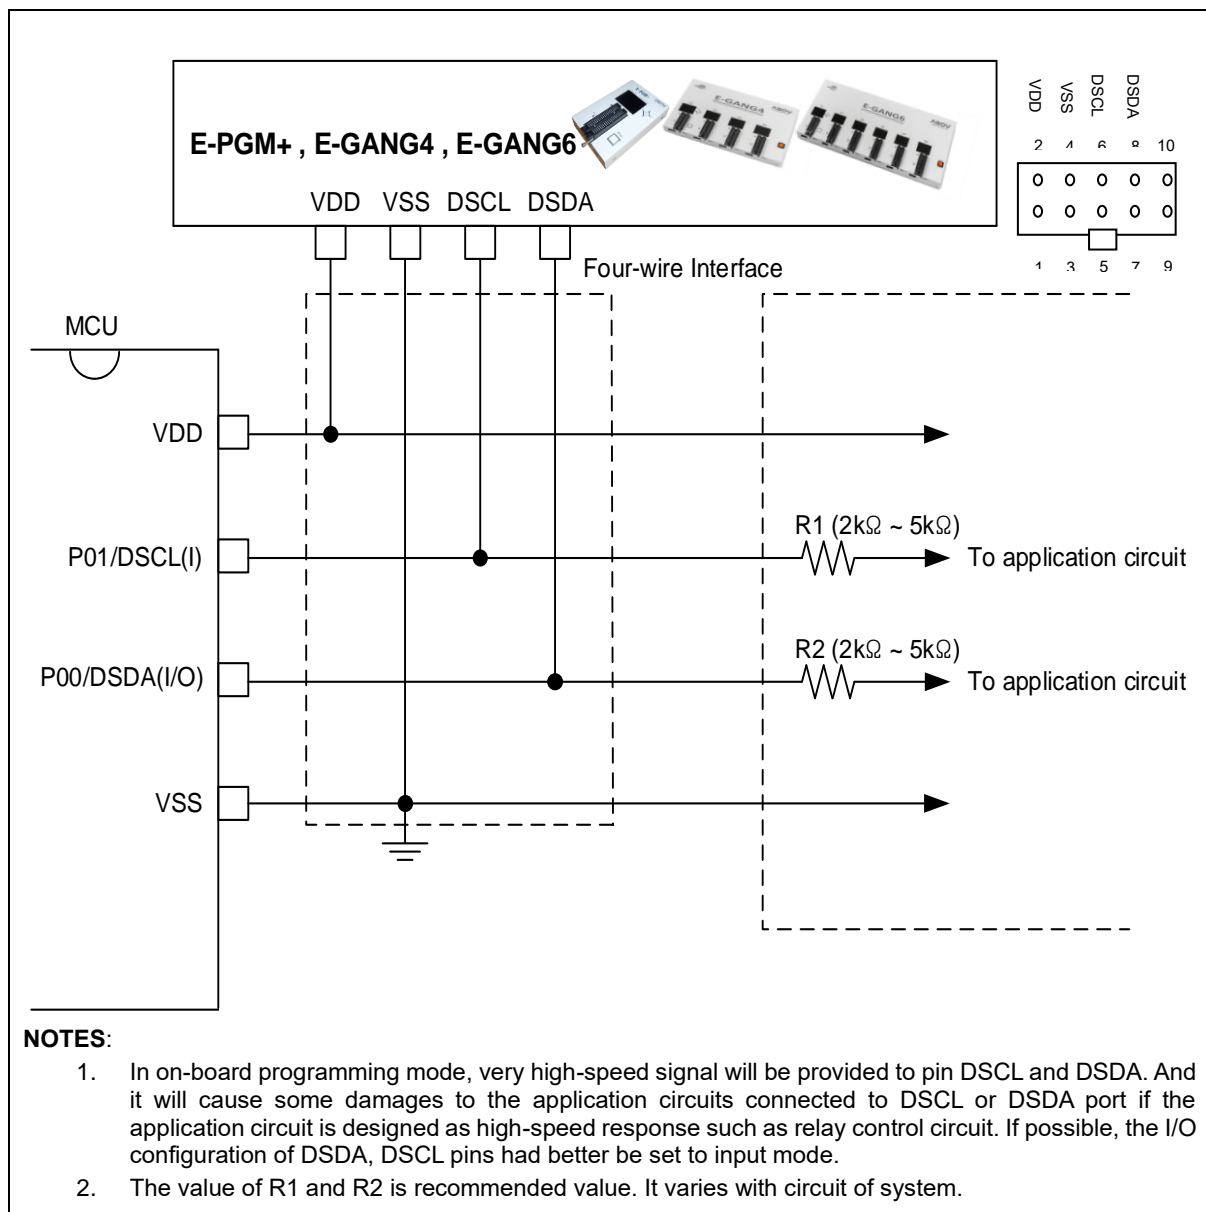 E-PGM+ , E-GANG4 , E-GANG6
E-GANG4
E-GANG6
VDD VSS DSCL DSDA
VDD
VSS
DSCL
DSDA
2 4 6 8 10
1 3 5 7 9
Four-wire Interface
MCU
VDD
P01/DSCL(I)
R1 (2kΩ ~ 5kΩ)
To application circuit
P00/DSDA(I/O)
R2 (2kΩ ~ 5kΩ)
To application circuit
VSS
NOTES:
1. In on-board programming mode, very high-speed signal will be provided to pin DSCL and DSDA. And
it will cause some damages to the application circuits connected to DSCL or DSDA port if the
application circuit is designed as high-speed response such as relay control circuit. If possible, the I/O
configuration of DSDA, DSCL pins had better be set to input mode.
2. The value of R1 and R2 is recommended value. It varies with circuit of system.